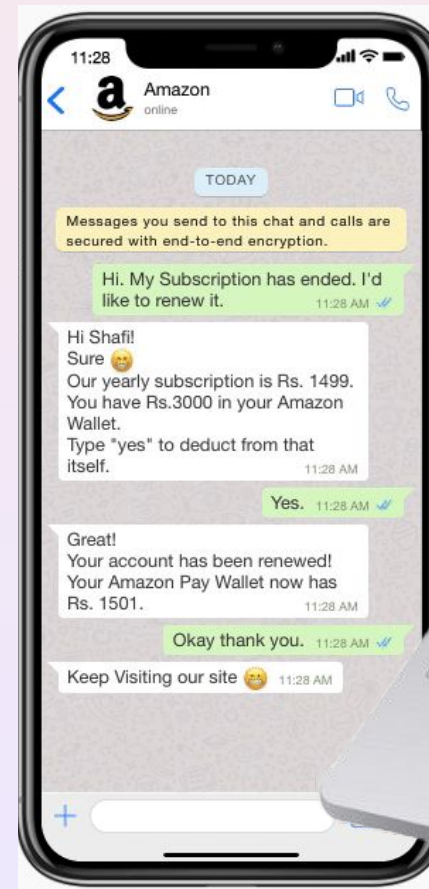 11:28
a
Amazon
online
TODAY
Messages you send to this chat and calls are
secured with end-to-end encryption.
Hi. My Subscription has ended. I'd
like to renew it. 11:28 AM
Hi Shafi!
Sure 😁
Our yearly subscription is Rs. 1499.
You have Rs.3000 in your Amazon
Wallet.
Type "yes" to deduct from that
itself. 11:28 AM
Yes. 11:28 AM
Great!
Your account has been renewed!
Your Amazon Pay Wallet now has
Rs. 1501. 11:28 AM
Okay thank you. 11:28 AM
Keep Visiting our site 😁 11:28 AM